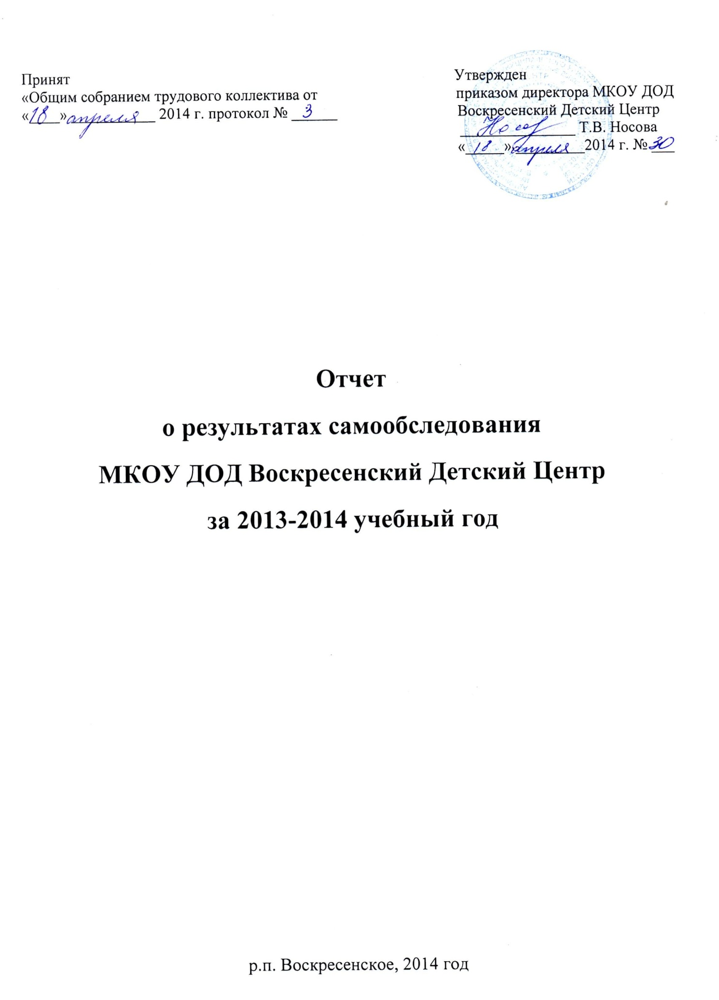 Принят
«Общим собранием трудового коллектива от
«18» апреля 2014 г. протокол № 3
Утвержден
приказом директора МКОУ ДОД
Воскресенский Детский Центр
Т.В. Носова
«18» апреля 2014 г. № 30
Отчет
о результатах самообследования
МКОУ ДОД Воскресенский Детский Центр
за 2013-2014 учебный год
р.п. Воскресенское, 2014 год